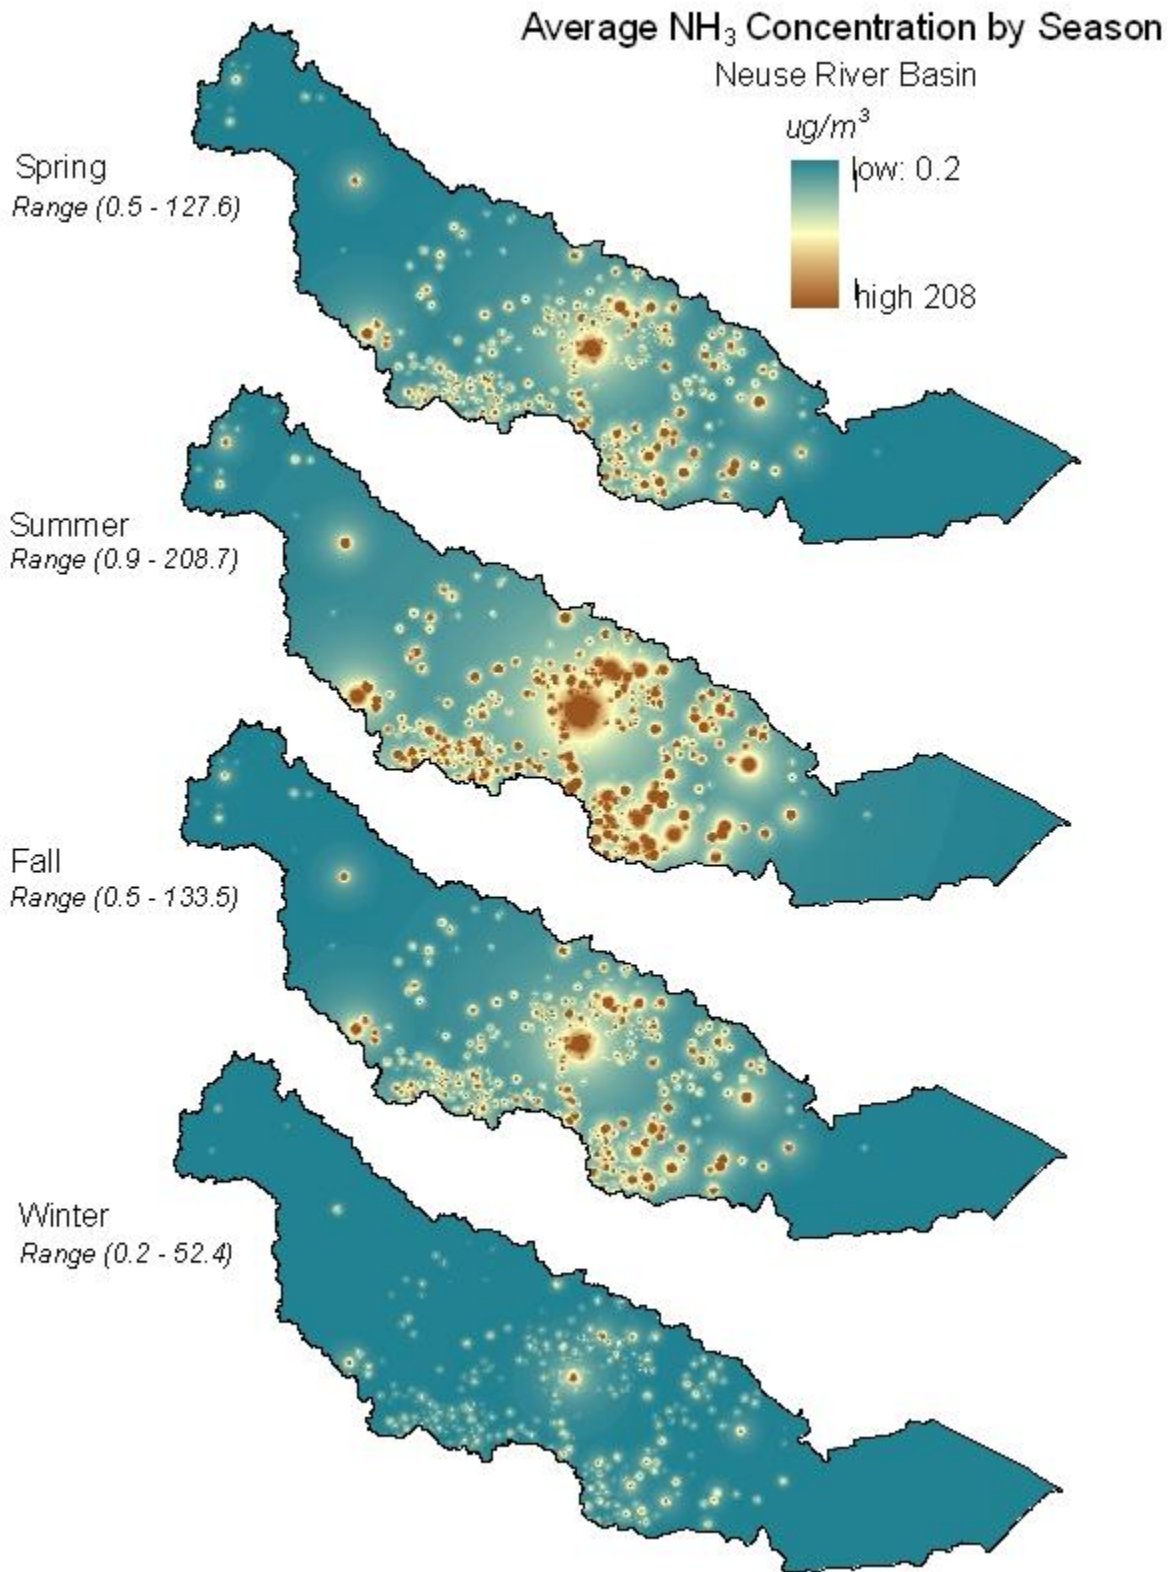 Average NH₃ Concentration by Season
Neuse River Basin
ug/m³
low: 0.2
high 208
Spring
Range (0.5 - 127.6)
Summer
Range (0.9 - 208.7)
Fall
Range (0.5 - 133.5)
Winter
Range (0.2 - 52.4)